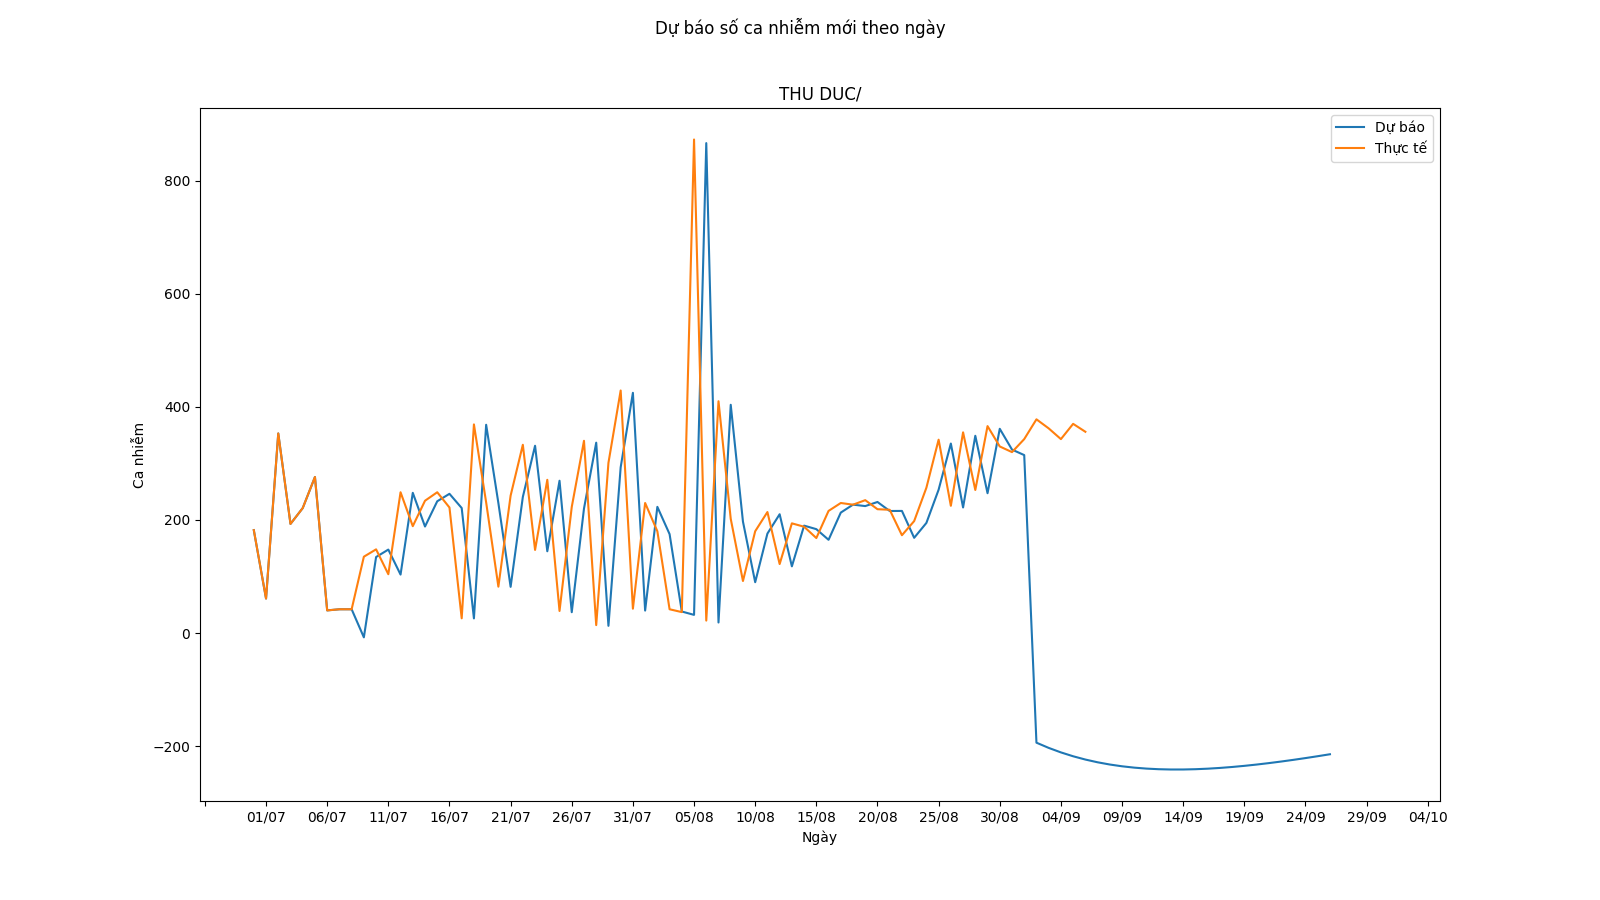 Dự báo số ca nhiễm mới theo ngày
THU DUC/
Dự báo
Thực tế
800
600
400
200
0
−200
Ca nhiễm
01/07 06/07 11/07 16/07 21/07 26/07 31/07 05/08 10/08 15/08 20/08 25/08 30/08 04/09 09/09 14/09 19/09 24/09 29/09 04/10
Ngày